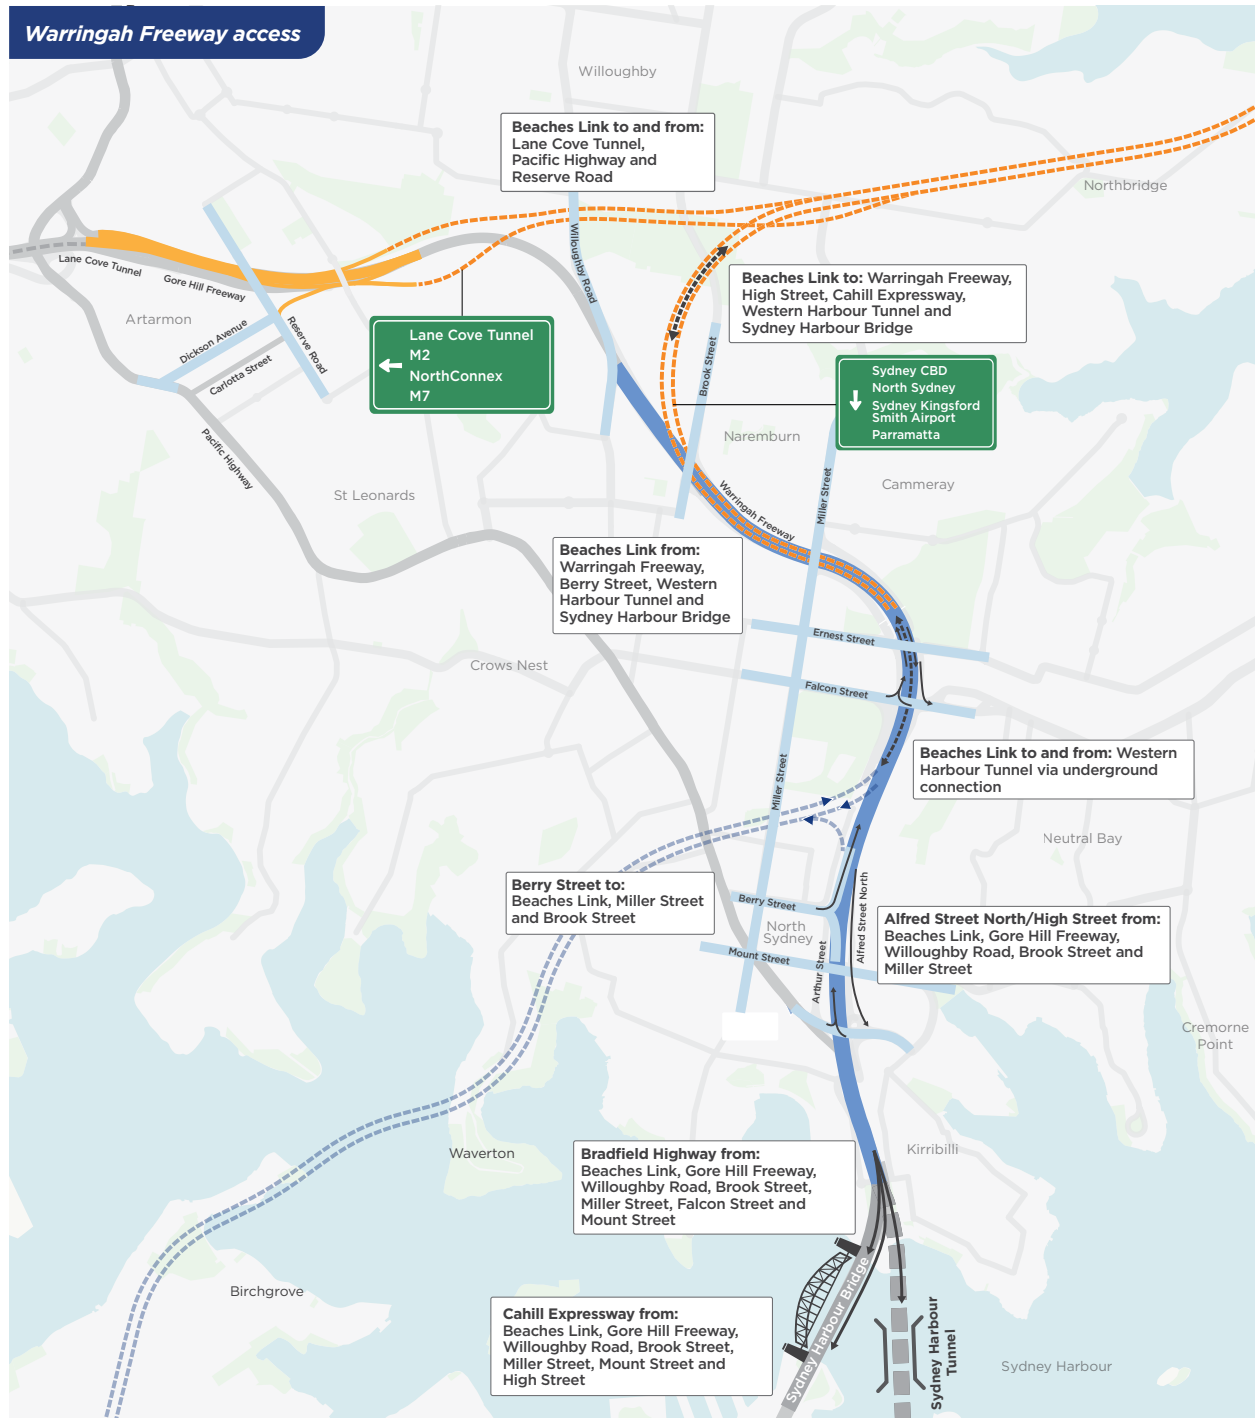 Warringah Freeway access
Willoughby
Beaches Link to and from:
Lane Cove Tunnel,
Pacific Highway and
Reserve Road
Northbridge
Willoughby Road
Lane Cove Tunnel
Gore Hill Freeway
Artarmon
Dickson Avenue
Carlotta Street
Reserve Road
Lane Cove Tunnel
M2
NorthConnex
M7
Beaches Link to: Warringah Freeway,
High Street, Cahill Expressway,
Western Harbour Tunnel and
Sydney Harbour Bridge
Brook Street
Sydney CBD
North Sydney
Sydney Kingsford
Smith Airport
Parramatta
Naremburn
Pacific Highway
St Leonards
Warringah Freeway
Miller Street
Cammeray
Beaches Link from:
Warringah Freeway,
Berry Street, Western
Harbour Tunnel and
Sydney Harbour Bridge
Ernest Street
Crows Nest
Falcon Street
Beaches Link to and from: Western
Harbour Tunnel via underground
connection
Miller Street
Neutral Bay
Berry Street to:
Beaches Link, Miller Street
and Brook Street
Berry Street
North
Sydney
Mount Street
Arthur Street
Alfred Street North
Alfred Street North/High Street from:
Beaches Link, Gore Hill Freeway,
Willoughby Road, Brook Street and
Miller Street
Cremorne
Point
Waverton
Kirribilli
Bradfield Highway from:
Beaches Link, Gore Hill Freeway,
Willoughby Road, Brook Street,
Miller Street, Falcon Street and
Mount Street
Birchgrove
Cahill Expressway from:
Beaches Link, Gore Hill Freeway,
Willoughby Road, Brook Street,
Miller Street, Mount Street and
High Street
Sydney Harbour Bridge
Sydney Harbour
Tunnel
Sydney Harbour